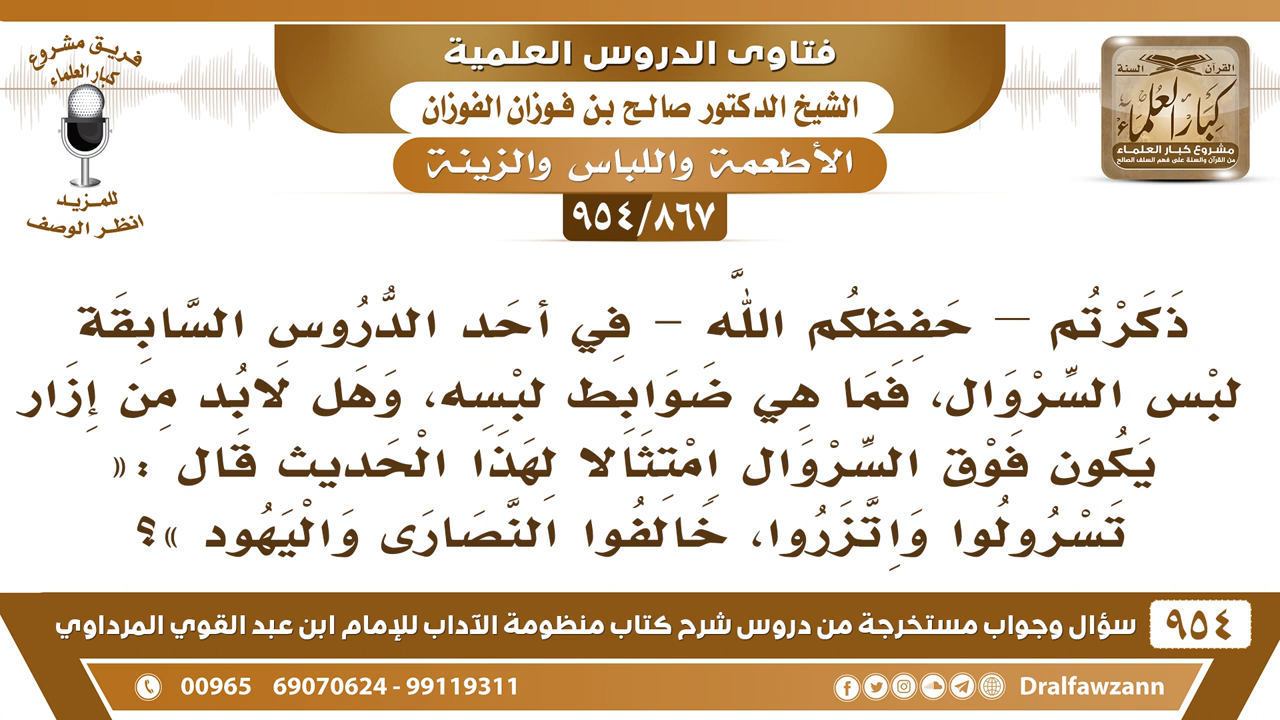 فريق مشروع
كبار العلماء
للمزيد
انظر الوصف
فتاوى الدروس العلمية
الشيخ الدكتور صالح بن فوزان الفوزان
الأطعمة واللباس والزينة
٩٥٤/٨٦٧
القرآن السنة
كبار العلماء
مشروع كبار العلماء
من القرآن والسنة على فهم السلف الصالح
ذَكَرْتُم – حَفِظَكُم اللَّه – فِي أحَد الدُّرُوس السَّابِقَة
لبْس السِّرْوَال، فَمَا هِي ضَوَابِط لبْسِه، وَهَل لَابُد مِن إِزَار
يَكُون فَوْق السِّرْوَال امْتثَالا لهَذَا الْحَديث قَال : «
تَسْرُولُوا وَاتَّزَرُوا، خَالَفُوا النَّصَارَى وَالْيَهُود »؟
٩٥٤ سؤال وجواب مستخرجة من دروس شرح كتاب منظومة الآداب للإمام ابن عبد القوي المرداوي
00965 69070624 - 99119311
Dralfawzann